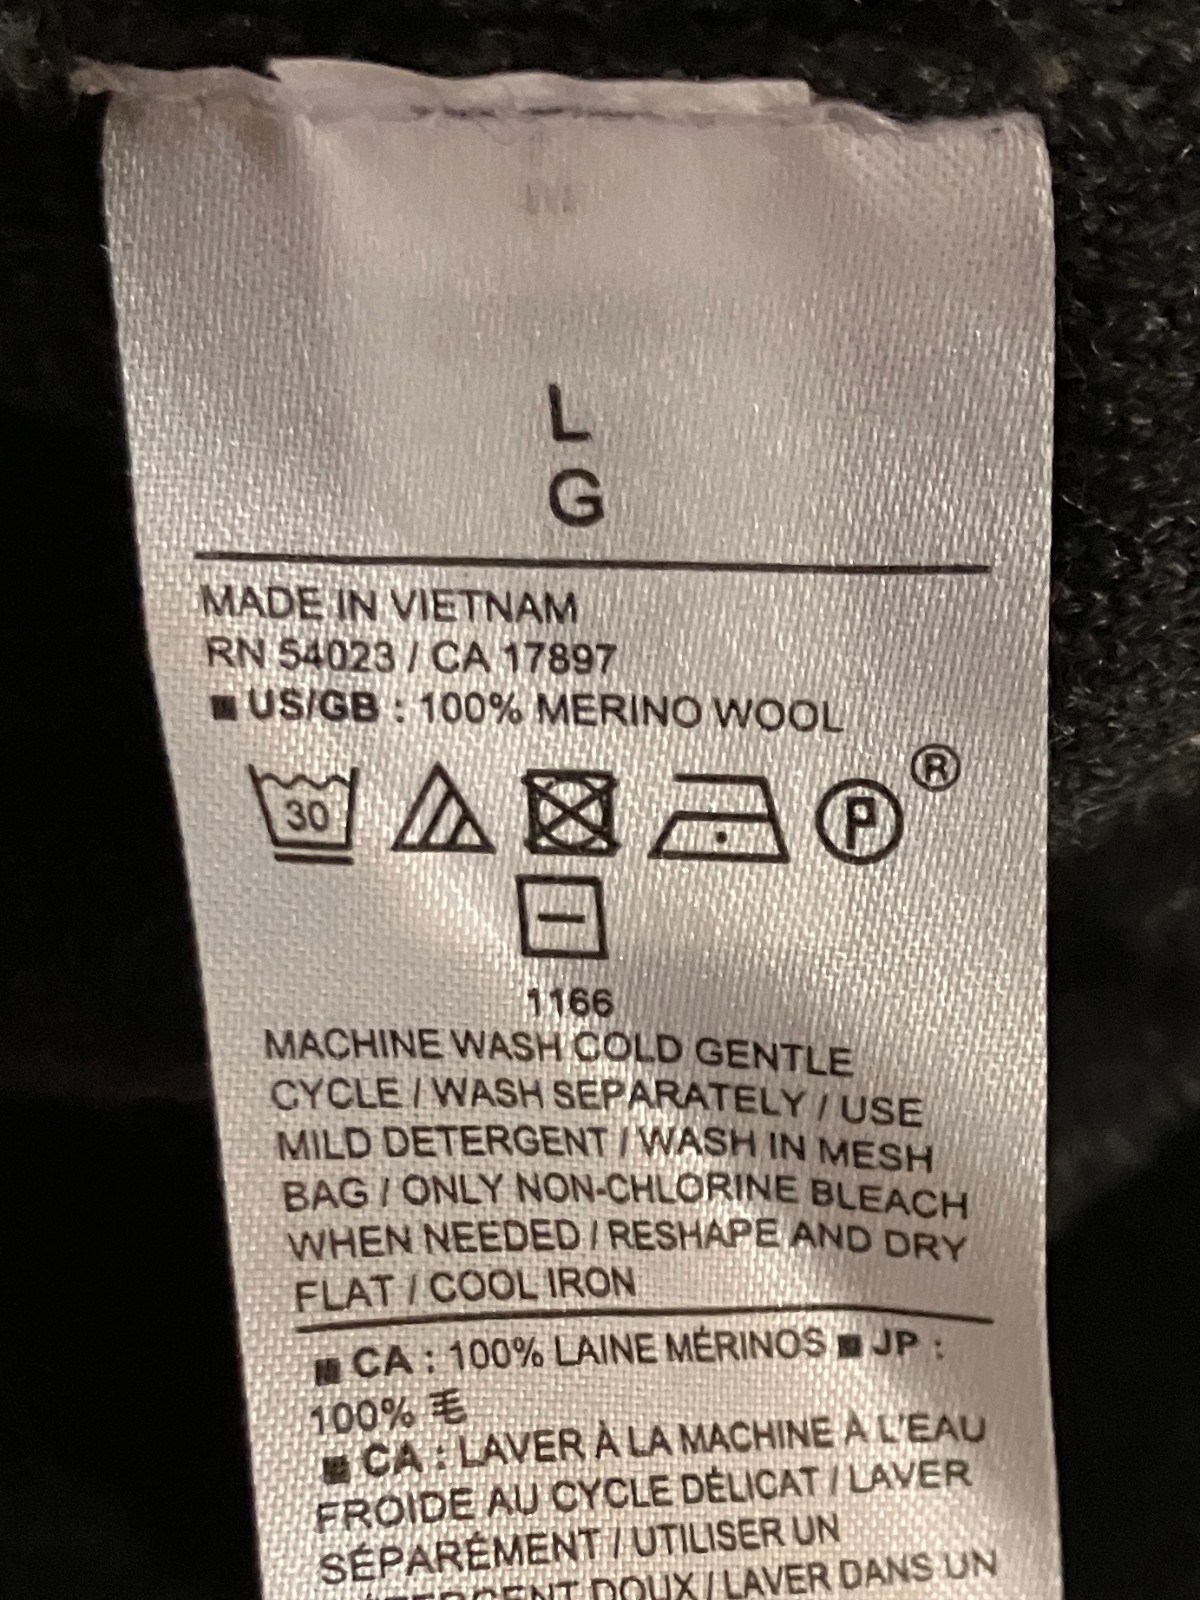 L
G
MADE IN VIETNAM
RN 54023 / CA 17897
■ US/GB : 100% MERINO WOOL
30
P
®
1166
MACHINE WASH COLD GENTLE
CYCLE / WASH SEPARATELY / USE
MILD DETERGENT / WASH IN MESH
BAG / ONLY NON-CHLORINE BLEACH
WHEN NEEDED / RESHAPE AND DRY
FLAT / COOL IRON
■ CA : 100% LAINE MÉRINOS ■ JP :
100% 毛
■ CA : LAVER À LA MACHINE À L'EAU
FROIDE AU CYCLE DÉLICAT / LAVER
SÉPARÉMENT / UTILISER UN
DOUX / LAVER DANS UN